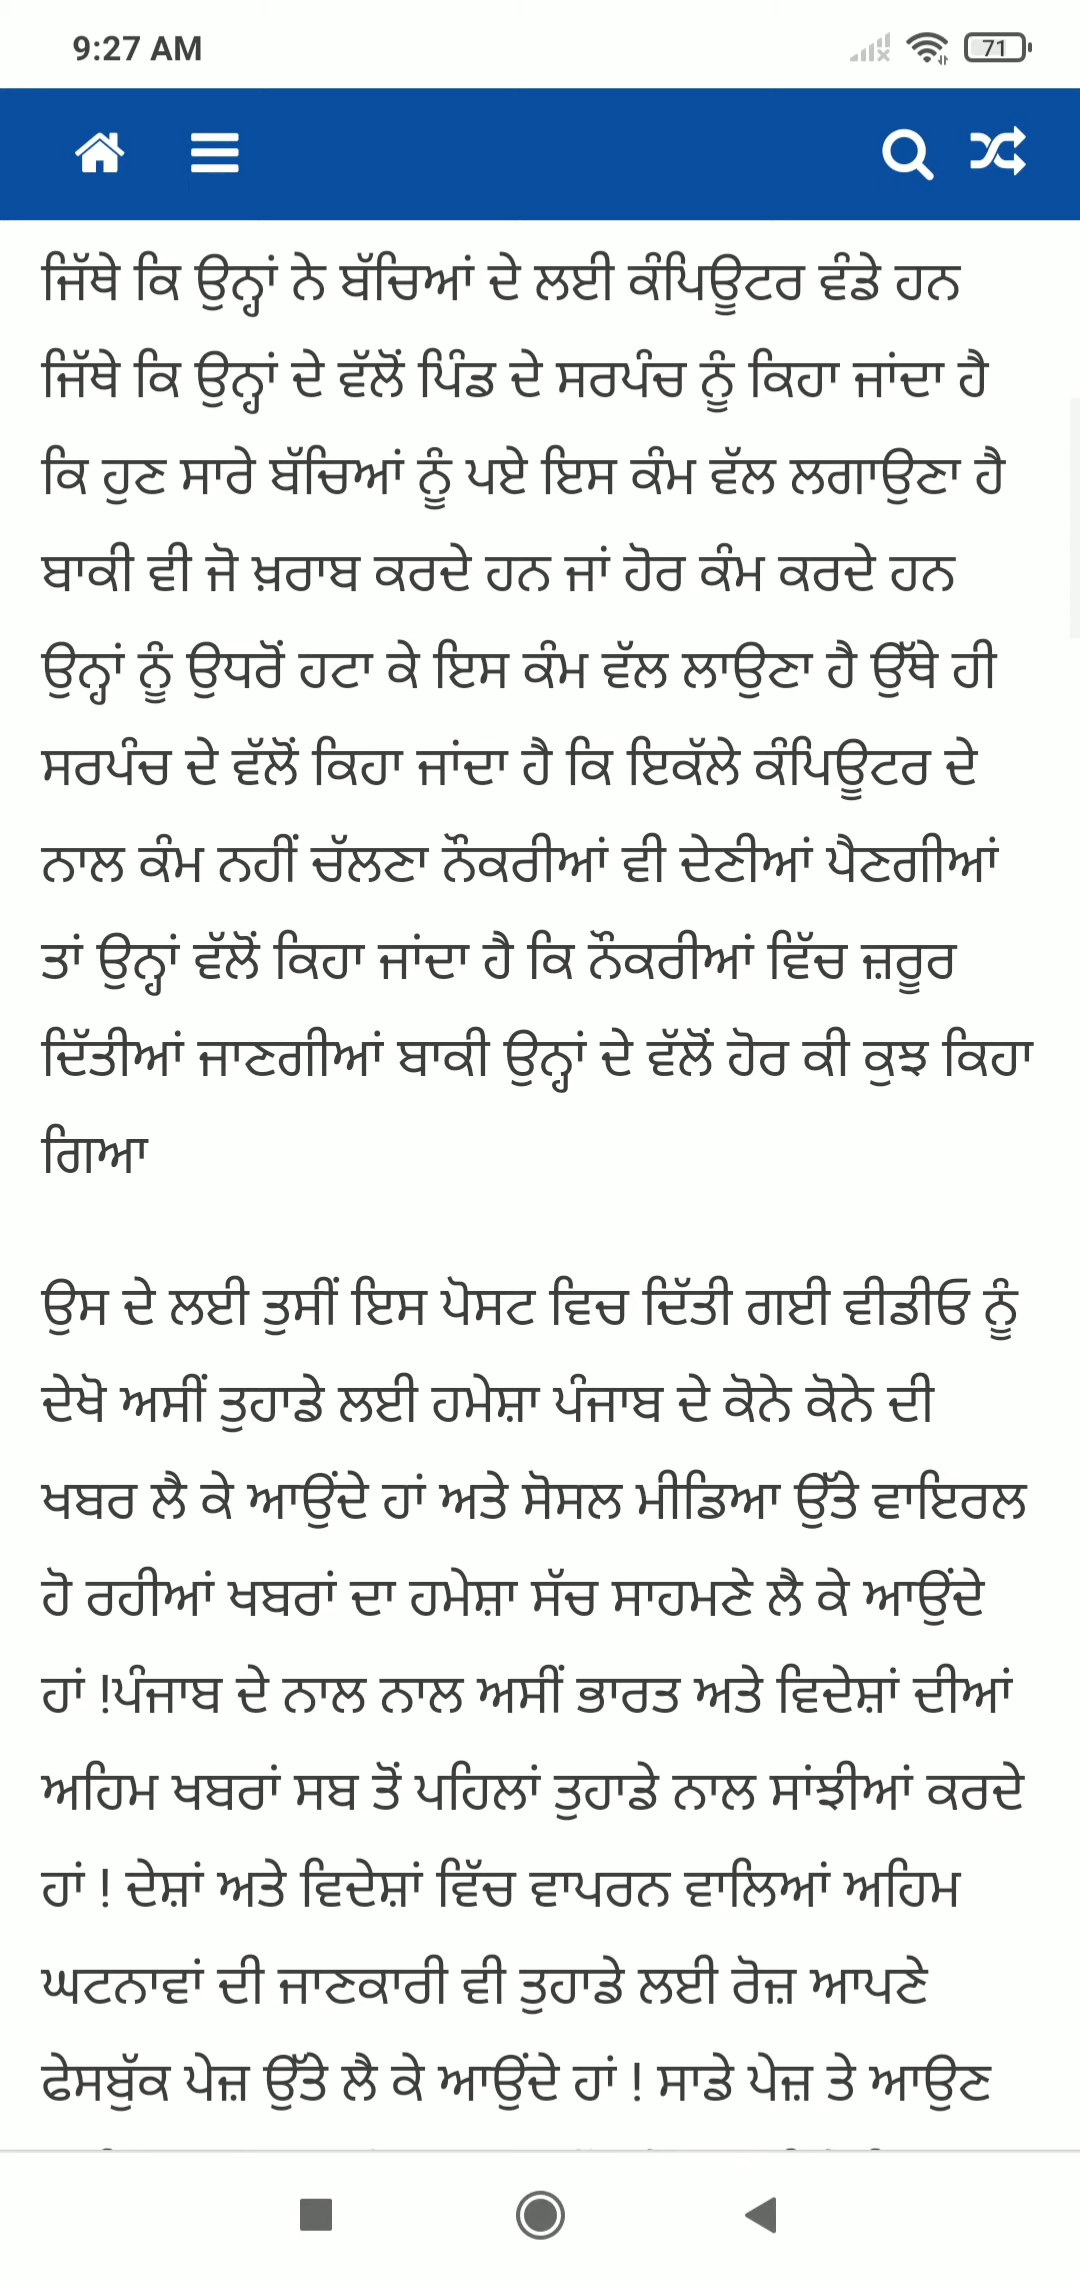 9:27 AM
71
ਜਿੱਥੇ ਕਿ ਉਨ੍ਹਾਂ ਨੇ ਬੱਚਿਆਂ ਦੇ ਲਈ ਕੰਪਿਊਟਰ ਵੰਡੇ ਹਨ
ਜਿੱਥੇ ਕਿ ਉਨ੍ਹਾਂ ਦੇ ਵੱਲੋਂ ਪਿੰਡ ਦੇ ਸਰਪੰਚ ਨੂੰ ਕਿਹਾ ਜਾਂਦਾ ਹੈ
ਕਿ ਹੁਣ ਸਾਰੇ ਬੱਚਿਆਂ ਨੂੰ ਪਏ ਇਸ ਕੰਮ ਵੱਲ ਲਗਾਉਣਾ ਹੈ
ਬਾਕੀ ਵੀ ਜੋ ਖ਼ਰਾਬ ਕਰਦੇ ਹਨ ਜਾਂ ਹੋਰ ਕੰਮ ਕਰਦੇ ਹਨ
ਉਨ੍ਹਾਂ ਨੂੰ ਉਧਰੋਂ ਹਟਾ ਕੇ ਇਸ ਕੰਮ ਵੱਲ ਲਾਉਣਾ ਹੈ ਉੱਥੇ ਹੀ
ਸਰਪੰਚ ਦੇ ਵੱਲੋਂ ਕਿਹਾ ਜਾਂਦਾ ਹੈ ਕਿ ਇਕੱਲੇ ਕੰਪਿਊਟਰ ਦੇ
ਨਾਲ ਕੰਮ ਨਹੀਂ ਚੱਲਣਾ ਨੌਕਰੀਆਂ ਵੀ ਦੇਣੀਆਂ ਪੈਣਗੀਆਂ
ਤਾਂ ਉਨ੍ਹਾਂ ਵੱਲੋਂ ਕਿਹਾ ਜਾਂਦਾ ਹੈ ਕਿ ਨੌਕਰੀਆਂ ਵਿੱਚ ਜ਼ਰੂਰ
ਦਿੱਤੀਆਂ ਜਾਣਗੀਆਂ ਬਾਕੀ ਉਨ੍ਹਾਂ ਦੇ ਵੱਲੋਂ ਹੋਰ ਕੀ ਕੁਝ ਕਿਹਾ
ਗਿਆ
ਉਸ ਦੇ ਲਈ ਤੁਸੀਂ ਇਸ ਪੋਸਟ ਵਿਚ ਦਿੱਤੀ ਗਈ ਵੀਡੀਓ ਨੂੰ
ਦੇਖੋ ਅਸੀਂ ਤੁਹਾਡੇ ਲਈ ਹਮੇਸ਼ਾ ਪੰਜਾਬ ਦੇ ਕੋਨੇ ਕੋਨੇ ਦੀ
ਖਬਰ ਲੈ ਕੇ ਆਉਂਦੇ ਹਾਂ ਅਤੇ ਸੋਸਲ ਮੀਡਿਆ ਉੱਤੇ ਵਾਇਰਲ
ਹੋ ਰਹੀਆਂ ਖਬਰਾਂ ਦਾ ਹਮੇਸ਼ਾ ਸੱਚ ਸਾਹਮਣੇ ਲੈ ਕੇ ਆਉਂਦੇ
ਹਾਂ !ਪੰਜਾਬ ਦੇ ਨਾਲ ਨਾਲ ਅਸੀਂ ਭਾਰਤ ਅਤੇ ਵਿਦੇਸ਼ਾਂ ਦੀਆਂ
ਅਹਿਮ ਖਬਰਾਂ ਸਬ ਤੋਂ ਪਹਿਲਾਂ ਤੁਹਾਡੇ ਨਾਲ ਸਾਂਝੀਆਂ ਕਰਦੇ
ਹਾਂ ! ਦੇਸ਼ਾਂ ਅਤੇ ਵਿਦੇਸ਼ਾਂ ਵਿੱਚ ਵਾਪਰਨ ਵਾਲਿਆਂ ਅਹਿਮ
ਘਟਨਾਵਾਂ ਦੀ ਜਾਣਕਾਰੀ ਵੀ ਤੁਹਾਡੇ ਲਈ ਰੋਜ਼ ਆਪਣੇ
ਫੇਸਬੁੱਕ ਪੇਜ਼ ਉੱਤੇ ਲੈ ਕੇ ਆਉਂਦੇ ਹਾਂ ! ਸਾਡੇ ਪੇਜ਼ ਤੇ ਆਉਣ